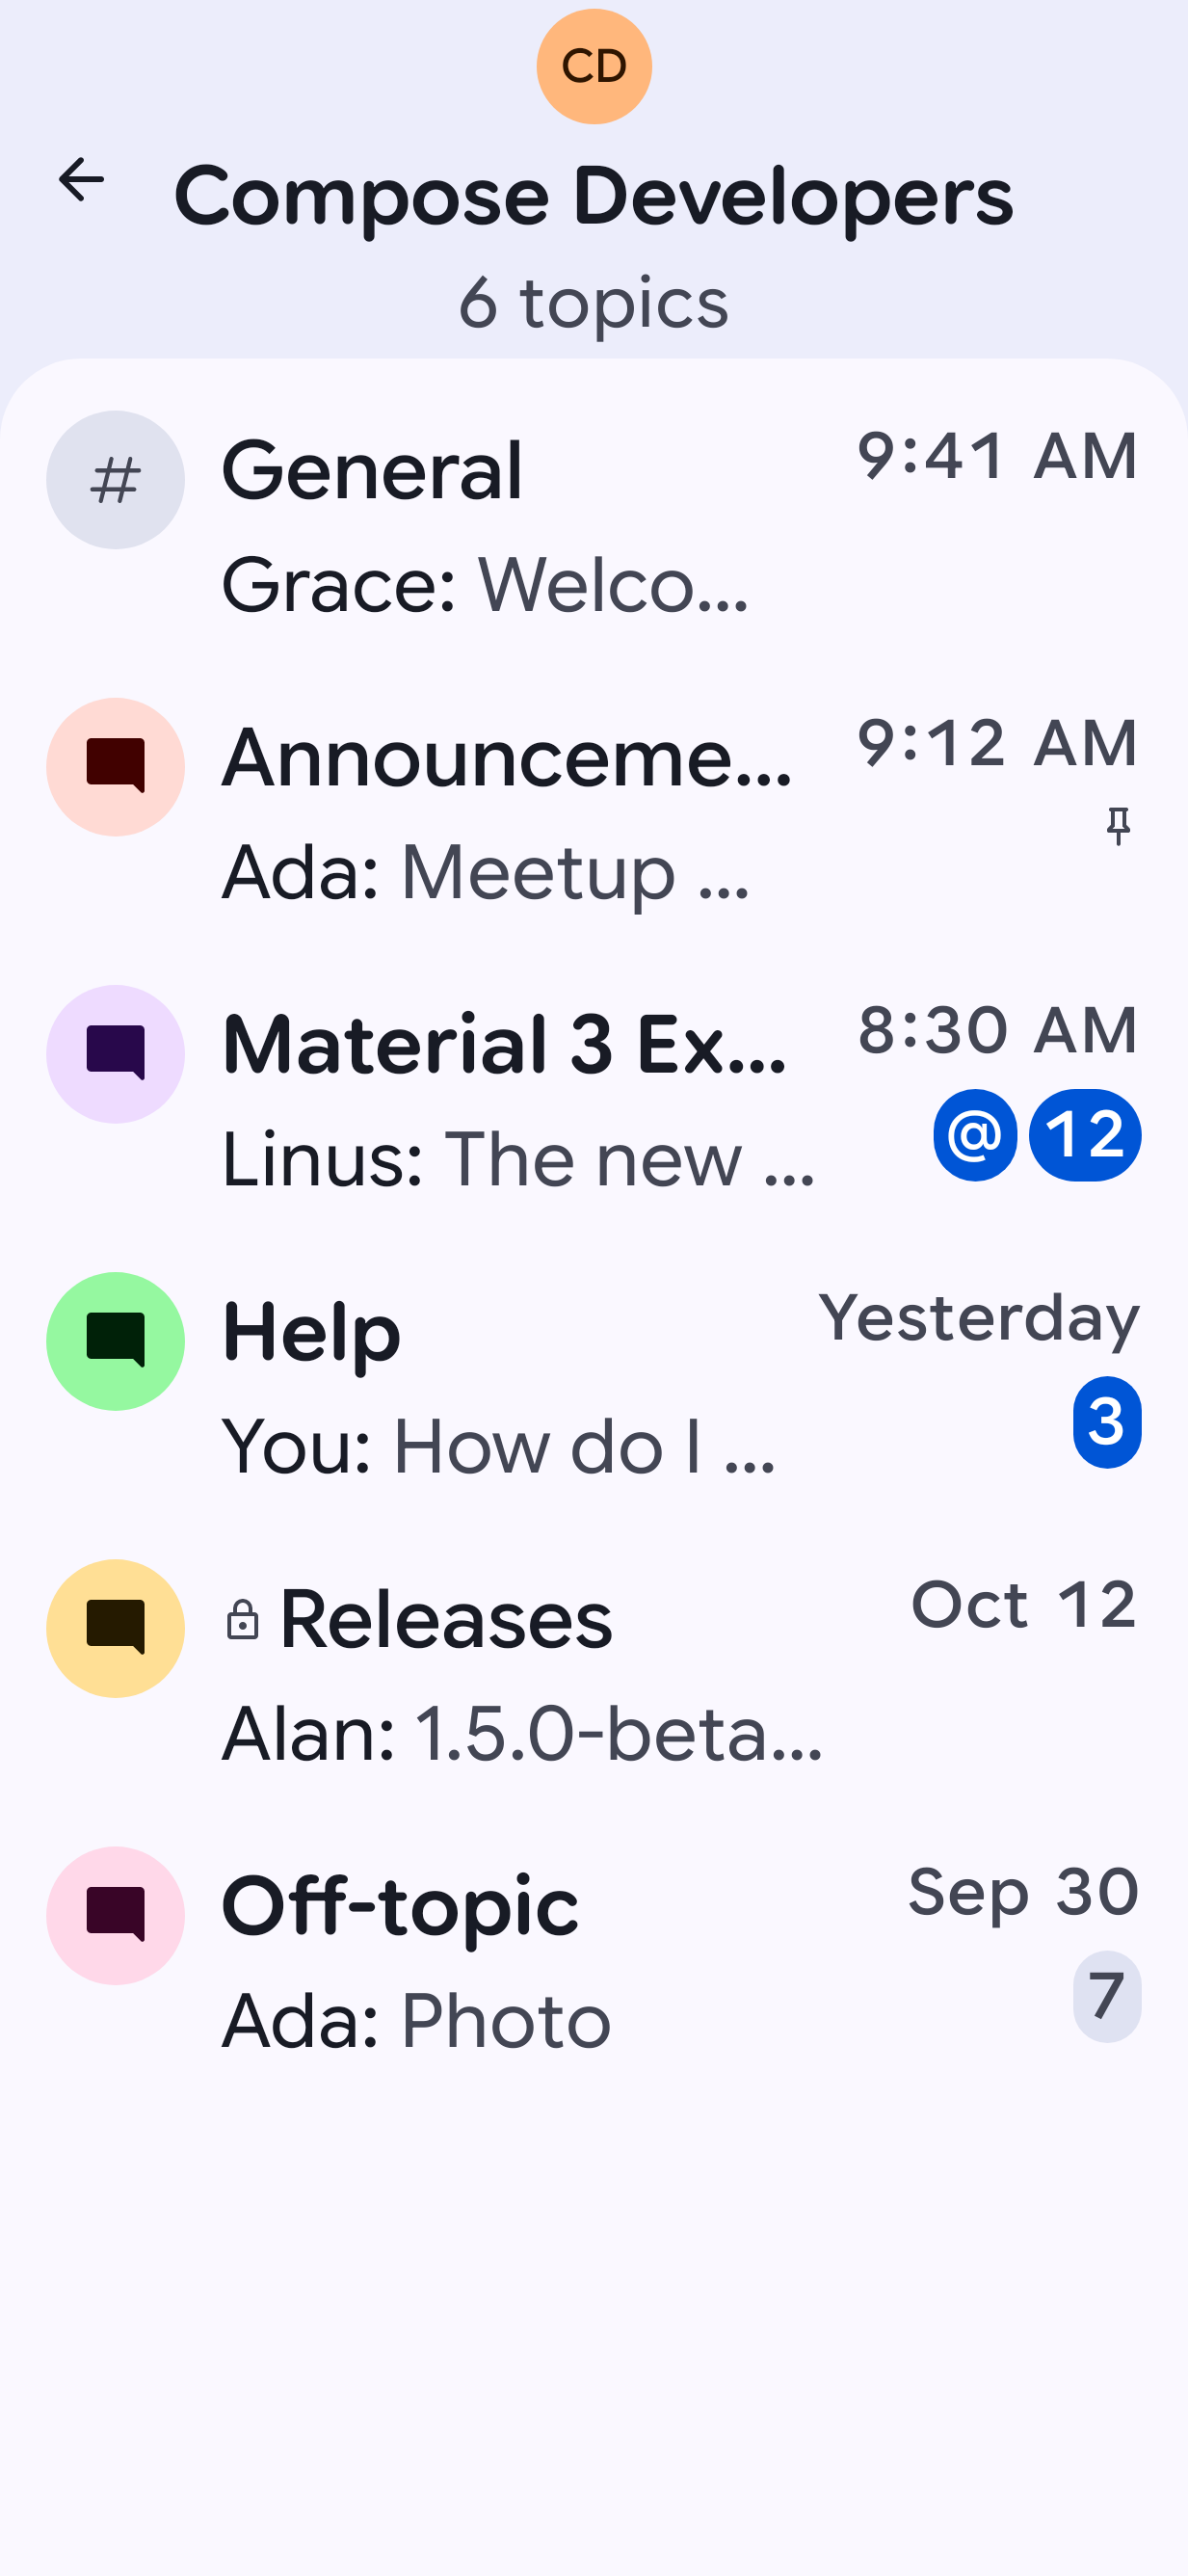 CD
Compose Developers
6 topics
#
General 9:41 AM
Grace: Welco...
Announceme... 9:12 AM
Ada: Meetup ...
Material 3 Ex... 8:30 AM
Linus: The new ... @ 12
Help Yesterday
You: How do I ... 3
Releases Oct 12
Alan: 1.5.0-beta...
Off-topic Sep 30
Ada: Photo 7